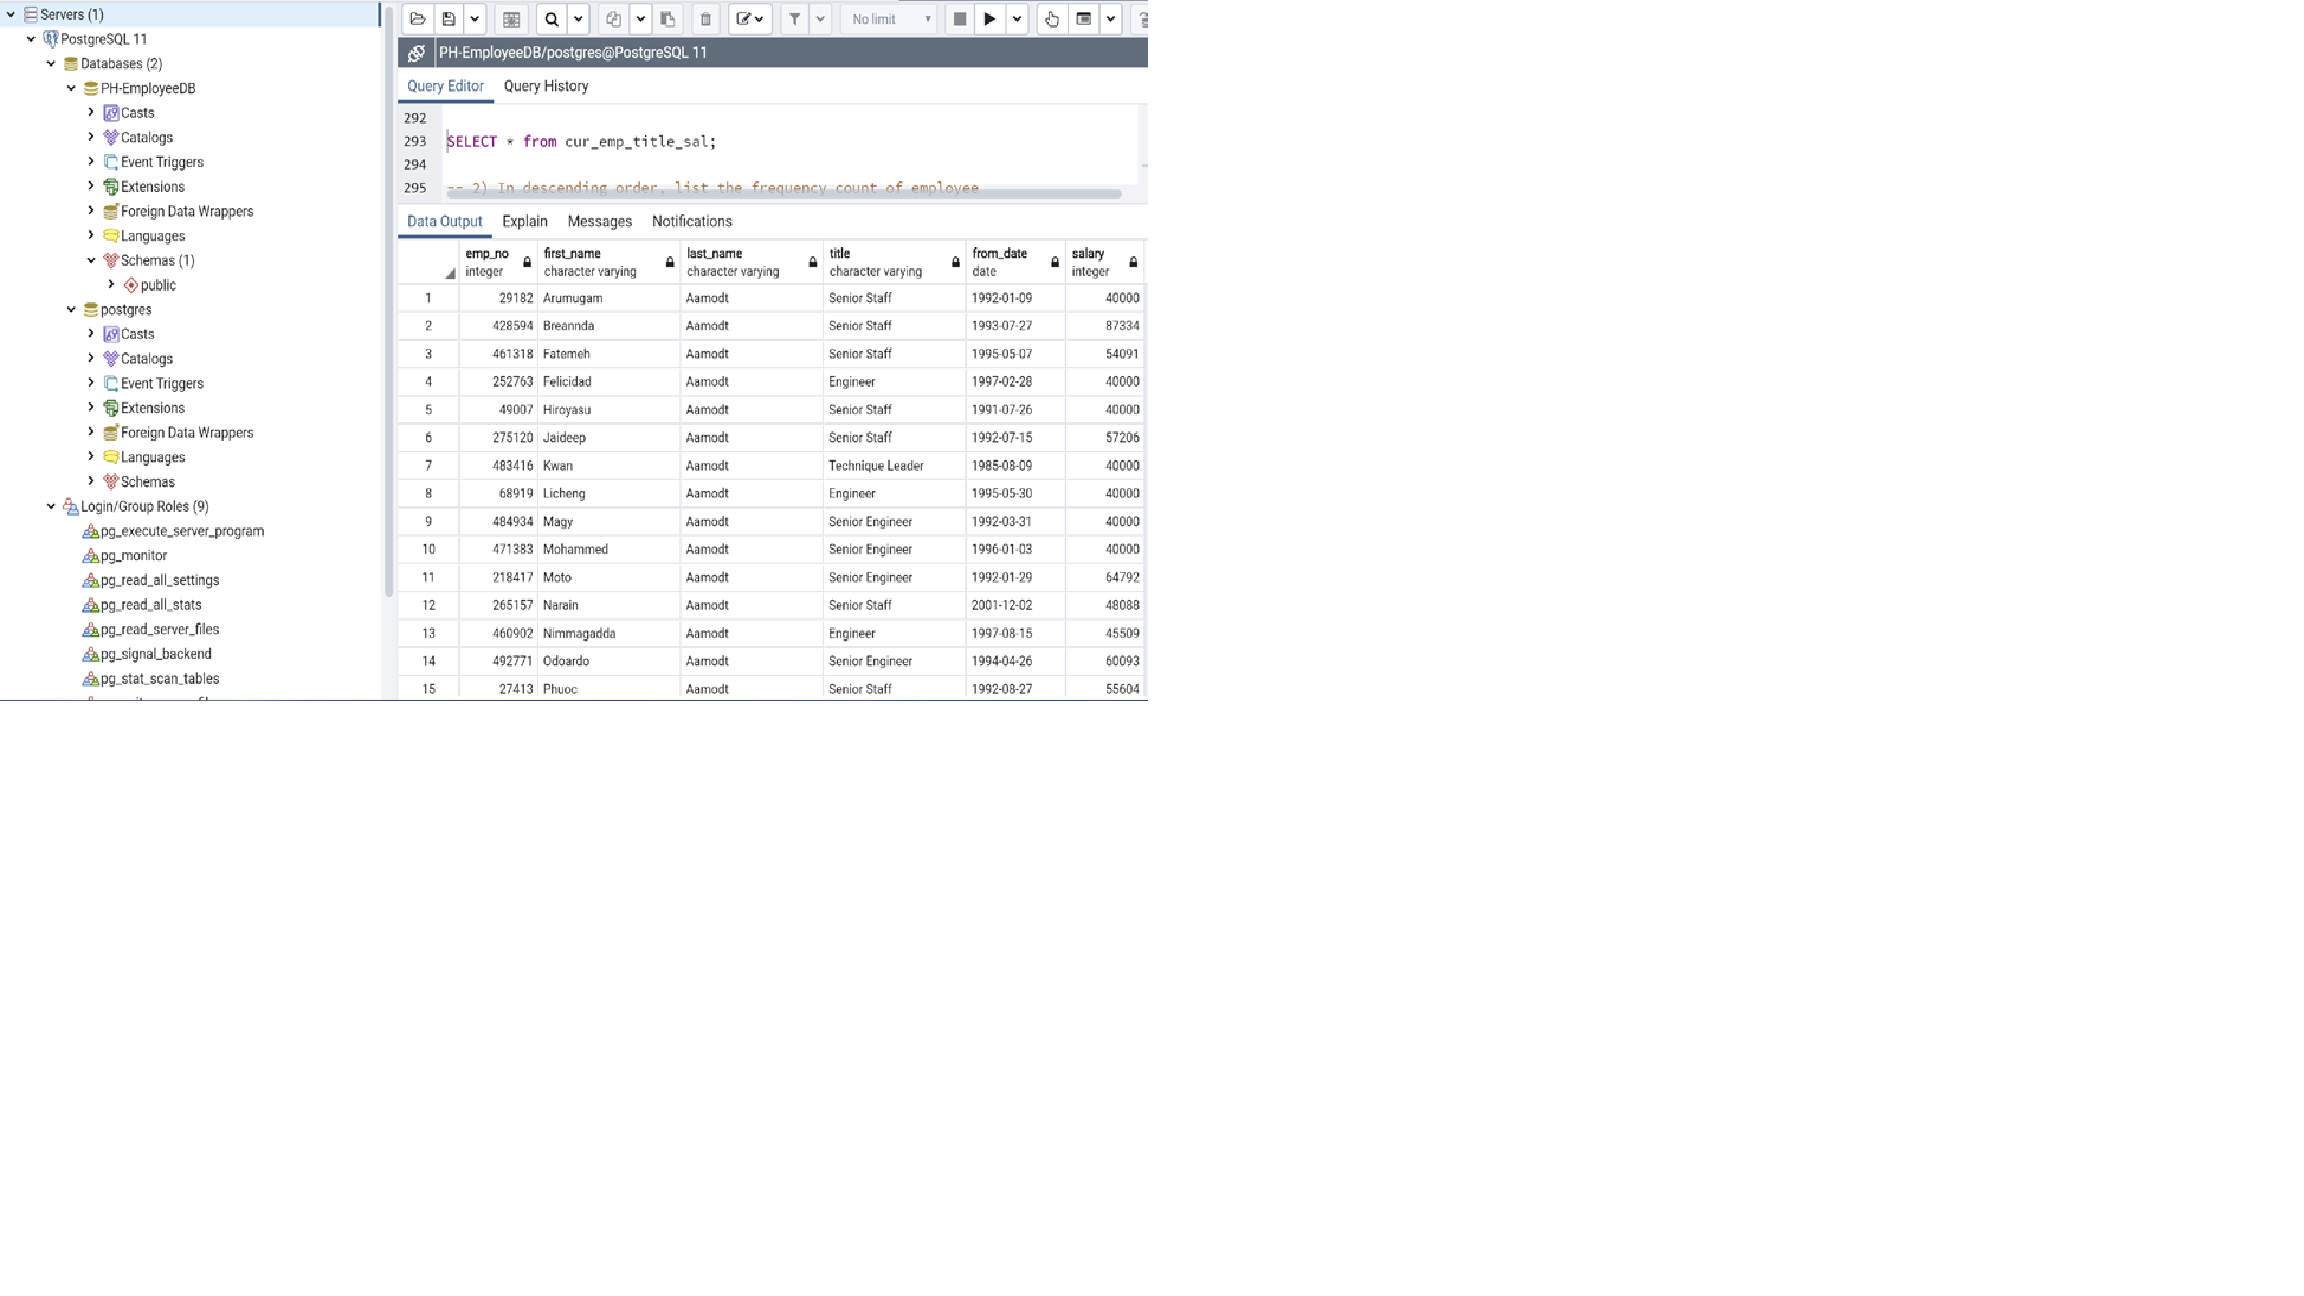 Servers (1)
PostgreSQL 11
Databases (2)
PH-EmployeeDB
Casts
Catalogs
Event Triggers
Extensions
Foreign Data Wrappers
Languages
Schemas (1)
public
postgres
Casts
Catalogs
Event Triggers
Extensions
Foreign Data Wrappers
Languages
Schemas
Login/Group Roles (9)
pg_execute_server_program
pg_monitor
pg_read_all_settings
pg_read_all_stats
pg_read_server_files
pg_signal_backend
pg_stat_scan_tables
No limit
PH-EmployeeDB/postgres@PostgreSQL 11
Query Editor Query History
292
293 SELECT * from cur_emp_title_sal;
294
295 -- 2) In descending order, list the frequency count of employee
Data Output Explain Messages Notifications
emp_no first_name last_name title from_date salary
integer character varying character varying character varying date integer
1 29182 Arumugam Aamodt Senior Staff 1992-01-09 40000
2 428594 Breannda Aamodt Senior Staff 1993-07-27 87334
3 461318 Fatemeh Aamodt Senior Staff 1995-05-07 54091
4 252763 Felicidad Aamodt Engineer 1997-02-28 40000
5 49007 Hiroyasu Aamodt Senior Staff 1991-07-26 40000
6 275120 Jaideep Aamodt Senior Staff 1992-07-15 57206
7 483416 Kwan Aamodt Technique Leader 1985-08-09 40000
8 68919 Licheng Aamodt Engineer 1995-05-30 40000
9 484934 Magy Aamodt Senior Engineer 1992-03-31 40000
10 471383 Mohammed Aamodt Senior Engineer 1996-01-03 40000
11 218417 Moto Aamodt Senior Engineer 1992-01-29 64792
12 265157 Narain Aamodt Senior Staff 2001-12-02 48088
13 460902 Nimmagadda Aamodt Engineer 1997-08-15 45509
14 492771 Odoardo Aamodt Senior Engineer 1994-04-26 60093
15 27413 Phuoc Aamodt Senior Staff 1992-08-27 55604